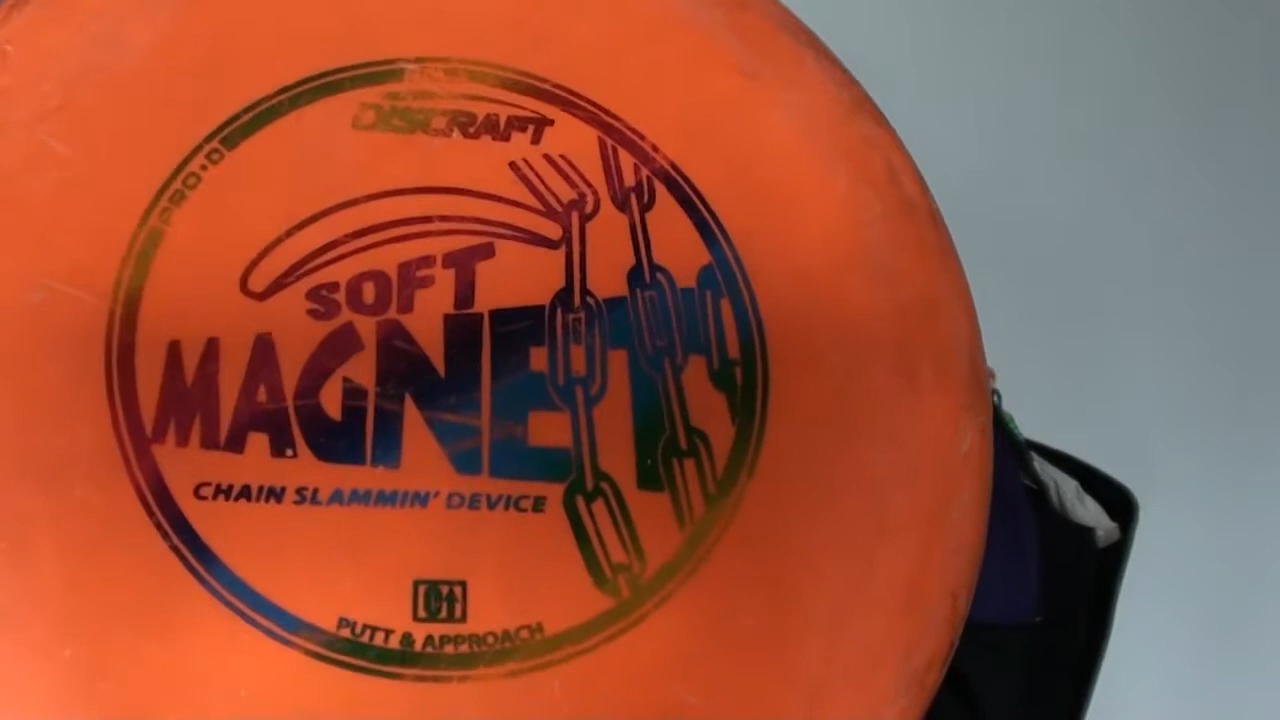 DISCRAFT
PRO•D
SOFT
MAGNET
CHAIN SLAMMIN' DEVICE
PUTT & APPROACH